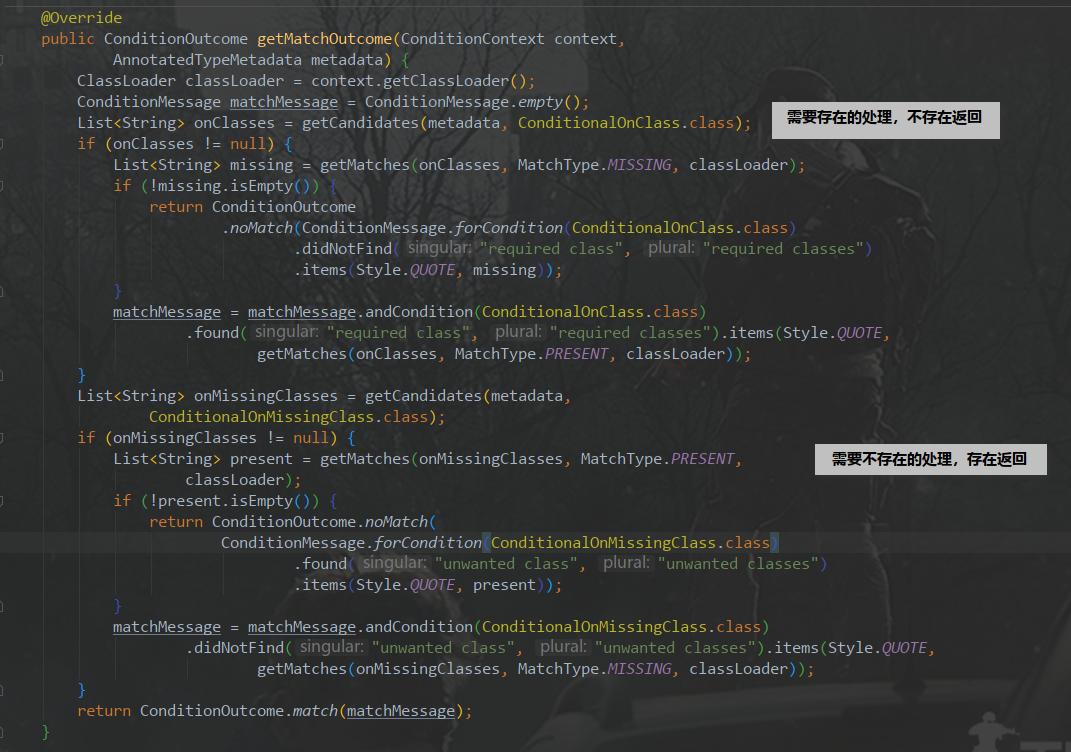 @Override
public ConditionOutcome getMatchOutcome(ConditionContext context,
        AnnotatedTypeMetadata metadata) {
    ClassLoader classLoader = context.getClassLoader();
    ConditionMessage matchMessage = ConditionMessage.empty();
    List<String> onClasses = getCandidates(metadata, ConditionalOnClass.class);
需要存在的处理，不存在返回
    if (onClasses != null) {
        List<String> missing = getMatches(onClasses, MatchType.MISSING, classLoader);
        if (!missing.isEmpty()) {
            return ConditionOutcome
                    .noMatch(ConditionMessage.forCondition(ConditionalOnClass.class)
                            .didNotFind( singular: "required class", plural: "required classes")
                            .items(Style.QUOTE, missing));
        }
        matchMessage = matchMessage.andCondition(ConditionalOnClass.class)
                .found( singular: "required class", plural: "required classes").items(Style.QUOTE,
                        getMatches(onClasses, MatchType.PRESENT, classLoader));
    }
    List<String> onMissingClasses = getCandidates(metadata,
            ConditionalOnMissingClass.class);
    if (onMissingClasses != null) {
        List<String> present = getMatches(onMissingClasses, MatchType.PRESENT,
需要不存在的处理，存在返回
                classLoader);
        if (!present.isEmpty()) {
            return ConditionOutcome.noMatch(
                    ConditionMessage.forCondition(ConditionalOnMissingClass.class)
                            .found( singular: "unwanted class", plural: "unwanted classes")
                            .items(Style.QUOTE, present));
        }
        matchMessage = matchMessage.andCondition(ConditionalOnMissingClass.class)
                .didNotFind( singular: "unwanted class", plural: "unwanted classes").items(Style.QUOTE,
                        getMatches(onMissingClasses, MatchType.MISSING, classLoader));
    }
    return ConditionOutcome.match(matchMessage);
}